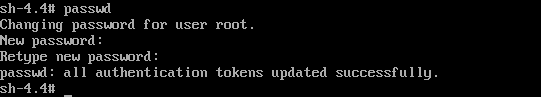 sh-4.4# passwd
Changing password for user root.
New password:
Retype new password:
passwd: all authentication tokens updated successfully.
sh-4.4# _